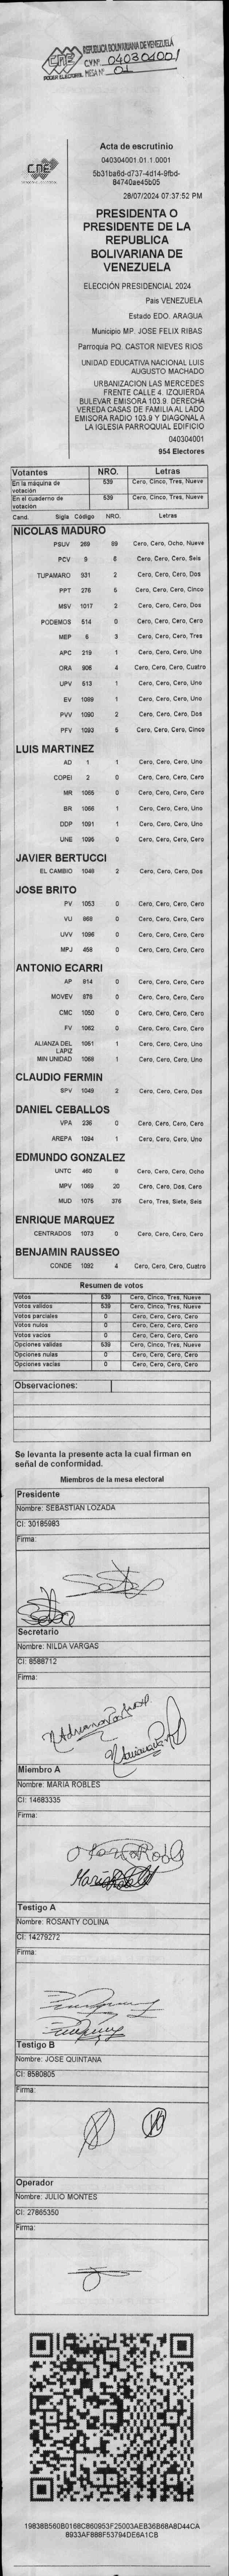 REPUBLICA BOLIVARIANA DE VENEZUELA
CVN° 040304001
PODER ELECTORAL MESA N° 01
Acta de escrutinio
040304001.01.1.0001
CNE
5b31ba6d-d737-4d14-9fbd-
84740ae45b05
28/07/2024 07:37:52 PM
PRESIDENTA O
PRESIDENTE DE LA
REPUBLICA
BOLIVARIANA DE
VENEZUELA
ELECCIÓN PRESIDENCIAL 2024
Pais VENEZUELA
Estado EDO. ARAGUA
Municipio MP. JOSE FELIX RIBAS
Parroquia PQ. CASTOR NIEVES RIOS
UNIDAD EDUCATIVA NACIONAL LUIS
AUGUSTO MACHADO
URBANIZACION LAS MERCEDES
FRENTE CALLE 4. IZQUIERDA
BULEVAR EMISORA 103.9. DERECHA
VEREDA CASAS DE FAMILIA AL LADO
EMISORA RADIO 103.9 Y DIAGONAL A
LA IGLESIA PARROQUIAL EDIFICIO
040304001
954 Electores
Votantes NRO. Letras
En la máquina de votación 539 Cero, Cinco, Tres, Nueve
En el cuaderno de votación 539 Cero, Cinco, Tres, Nueve
Cand. Sigla Código NRO. Letras
NICOLAS MADURO
PSUV 269 89 Cero, Cero, Ocho, Nueve
PCV 9 6 Cero, Cero, Cero, Seis
TUPAMARO 931 2 Cero, Cero, Cero, Dos
PPT 276 5 Cero, Cero, Cero, Cinco
MSV 1017 2 Cero, Cero, Cero, Dos
PODEMOS 514 0 Cero, Cero, Cero, Cero
MEP 6 3 Cero, Cero, Cero, Tres
APC 219 1 Cero, Cero, Cero, Uno
ORA 906 4 Cero, Cero, Cero, Cuatro
UPV 513 1 Cero, Cero, Cero, Uno
EV 1089 1 Cero, Cero, Cero, Uno
PVV 1090 2 Cero, Cero, Cero, Dos
PFV 1093 5 Cero, Cero, Cero, Cinco
LUIS MARTINEZ
AD 1 1 Cero, Cero, Cero, Uno
COPEI 2 0 Cero, Cero, Cero, Cero
MR 1055 0 Cero, Cero, Cero, Cero
BR 1066 1 Cero, Cero, Cero, Uno
DDP 1091 1 Cero, Cero, Cero, Uno
UNE 1095 0 Cero, Cero, Cero, Cero
JAVIER BERTUCCI
EL CAMBIO 1048 2 Cero, Cero, Cero, Dos
JOSE BRITO
PV 1053 0 Cero, Cero, Cero, Cero
VU 868 0 Cero, Cero, Cero, Cero
UVV 1096 0 Cero, Cero, Cero, Cero
MPJ 458 0 Cero, Cero, Cero, Cero
ANTONIO ECARRI
AP 814 0 Cero, Cero, Cero, Cero
MOVEV 878 0 Cero, Cero, Cero, Cero
CMC 1050 0 Cero, Cero, Cero, Cero
FV 1082 0 Cero, Cero, Cero, Cero
ALIANZA DEL LAPIZ 1051 1 Cero, Cero, Cero, Uno
MIN UNIDAD 1088 1 Cero, Cero, Cero, Uno
CLAUDIO FERMIN
SPV 1049 2 Cero, Cero, Cero, Dos
DANIEL CEBALLOS
VPA 236 0 Cero, Cero, Cero, Cero
AREPA 1094 1 Cero, Cero, Cero, Uno
EDMUNDO GONZALEZ
UNTC 460 8 Cero, Cero, Cero, Ocho
MPV 1069 20 Cero, Cero, Dos, Cero
MUD 1075 376 Cero, Tres, Siete, Seis
ENRIQUE MARQUEZ
CENTRADOS 1073 0 Cero, Cero, Cero, Cero
BENJAMIN RAUSSEO
CONDE 1092 4 Cero, Cero, Cero, Cuatro
Resumen de votos
Votos 539 Cero, Cinco, Tres, Nueve
Votos validos 539 Cero, Cinco, Tres, Nueve
Votos parciales 0 Cero, Cero, Cero, Cero
Votos nulos 0 Cero, Cero, Cero, Cero
Votos vacios 0 Cero, Cero, Cero, Cero
Opciones validas 539 Cero, Cinco, Tres, Nueve
Opciones nulas 0 Cero, Cero, Cero, Cero
Opciones vacias 0 Cero, Cero, Cero, Cero
Observaciones:
Se levanta la presente acta la cual firman en
señal de conformidad.
Miembros de la mesa electoral
Presidente
Nombre: SEBASTIAN LOZADA
CI: 30185983
Firma:
Secretario
Nombre: NILDA VARGAS
CI: 8588712
Firma:
Miembro A
Nombre: MARIA ROBLES
CI: 14683335
Firma:
Testigo A
Nombre: ROSANTY COLINA
CI: 14279272
Firma:
Testigo B
Nombre: JOSE QUINTANA
CI: 8580805
Firma:
Operador
Nombre: JULIO MONTES
CI: 27865350
Firma:
19838B560B0168C860953F25003AEB36B68A8D44CA
8933AF888F53794DE6A1CB